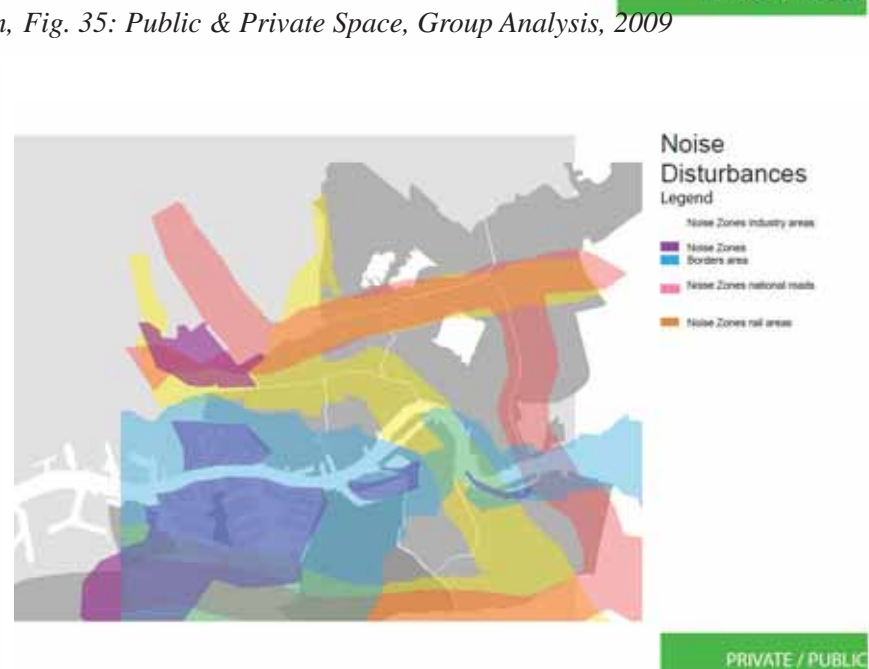 Fig. 35: Public & Private Space, Group Analysis, 2009
Noise
Disturbances
Legend
Noise Zones industry areas
Noise Zones
Borders area
Noise Zones national roads
Noise Zones rail areas
PRIVATE / PUBLIC